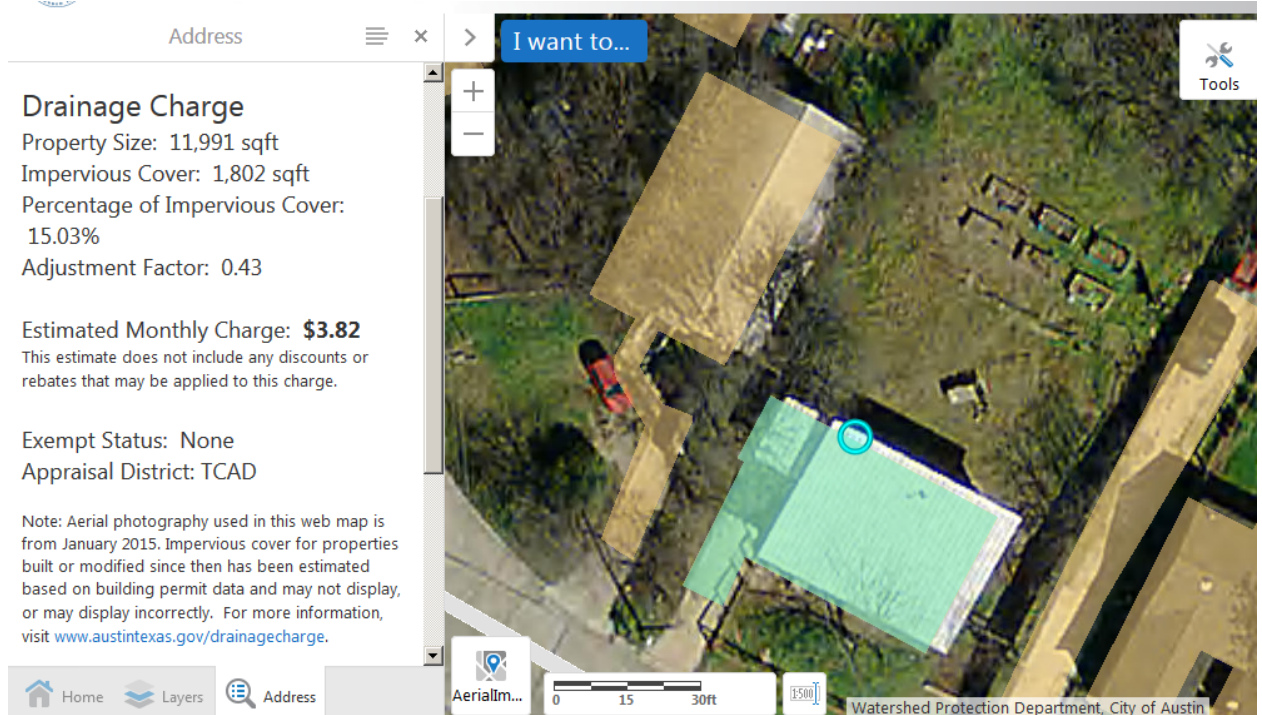 Address
I want to...
Tools
Drainage Charge
Property Size: 11,991 sqft
Impervious Cover: 1,802 sqft
Percentage of Impervious Cover:
15.03%
Adjustment Factor: 0.43
Estimated Monthly Charge: $3.82
This estimate does not include any discounts or
rebates that may be applied to this charge.
Exempt Status: None
Appraisal District: TCAD
Note: Aerial photography used in this web map is
from January 2015. Impervious cover for properties
built or modified since then has been estimated
based on building permit data and may not display,
or may display incorrectly. For more information,
visit www.austintexas.gov/drainagecharge.
Home
Layers
Address
AerialIm...
0 15 30ft
1:500
Watershed Protection Department, City of Austin